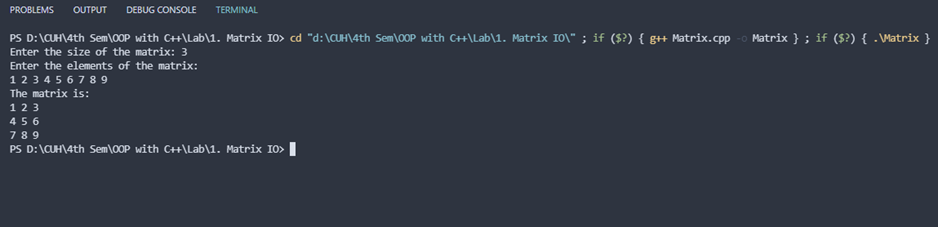 PROBLEMS OUTPUT DEBUG CONSOLE TERMINAL
PS D:\CUH\4th Sem\OOP with C++\Lab\1. Matrix IO> cd "d:\CUH\4th Sem\OOP with C++\Lab\1. Matrix IO\" ; if ($?) { g++ Matrix.cpp -o Matrix } ; if ($?) { .\Matrix }
Enter the size of the matrix: 3
Enter the elements of the matrix:
1 2 3 4 5 6 7 8 9
The matrix is:
1 2 3
4 5 6
7 8 9
PS D:\CUH\4th Sem\OOP with C++\Lab\1. Matrix IO>